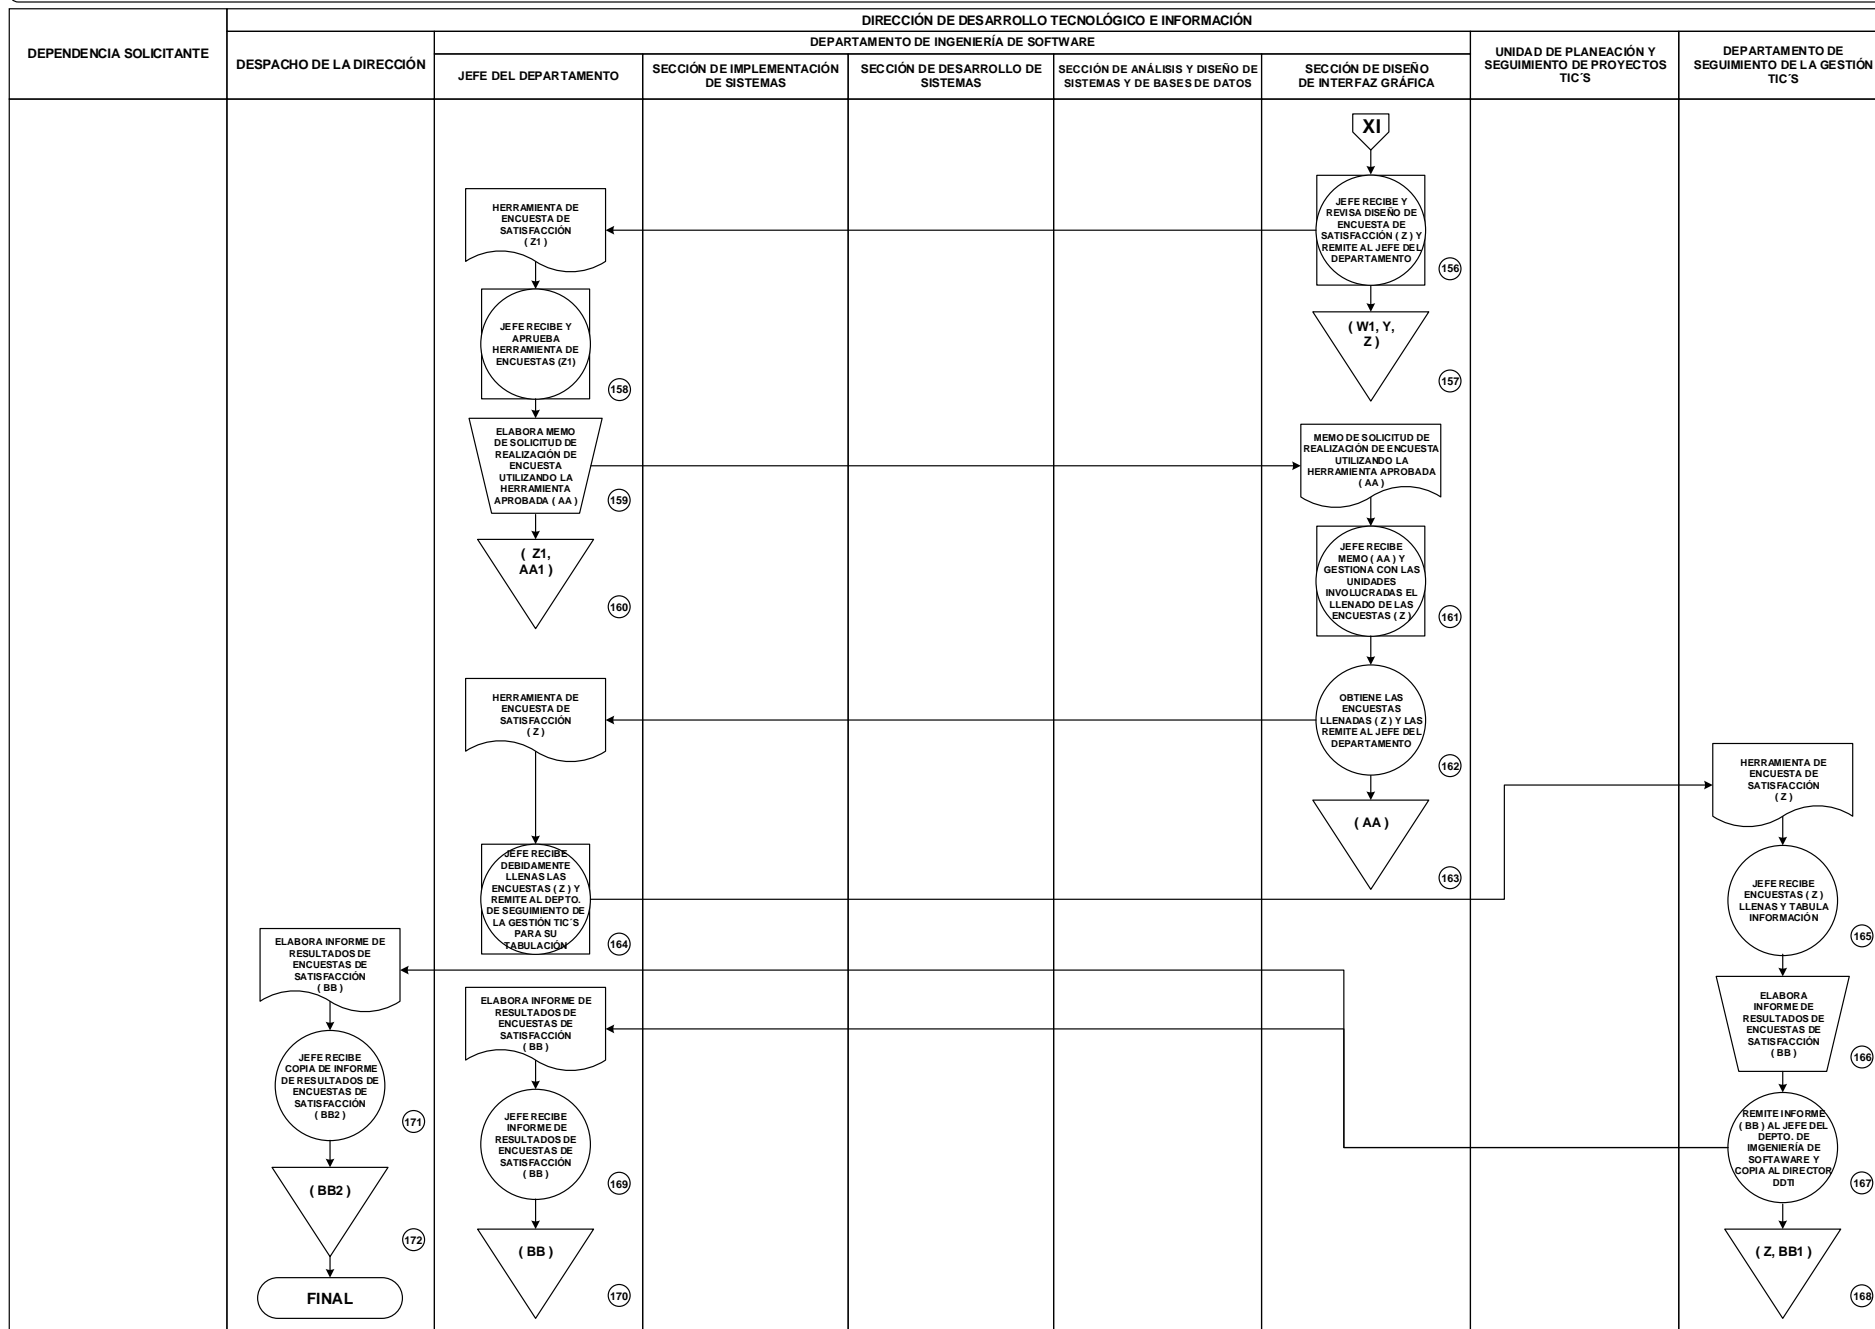 DIRECCIÓN DE DESARROLLO TECNOLÓGICO E INFORMACIÓN
DEPENDENCIA SOLICITANTE
DESPACHO DE LA DIRECCIÓN
DEPARTAMENTO DE INGENIERÍA DE SOFTWARE
JEFE DEL DEPARTAMENTO
SECCIÓN DE IMPLEMENTACIÓN
DE SISTEMAS
SECCIÓN DE DESARROLLO DE
SISTEMAS
SECCIÓN DE ANÁLISIS Y DISEÑO DE
SISTEMAS Y DE BASES DE DATOS
SECCIÓN DE DISEÑO
DE INTERFAZ GRÁFICA
UNIDAD DE PLANEACIÓN Y
SEGUIMIENTO DE PROYECTOS
TIC´S
DEPARTAMENTO DE
SEGUIMIENTO DE LA GESTIÓN
TIC´S
XI
JEFE RECIBE Y
REVISA DISEÑO DE
ENCUESTA DE
SATISFACCIÓN ( Z ) Y
REMITE AL JEFE DEL
DEPARTAMENTO
156
HERRAMIENTA DE
ENCUESTA DE
SATISFACCIÓN
( Z1 )
( W1, Y,
Z )
157
JEFE RECIBE Y
APRUEBA
HERRAMIENTA DE
ENCUESTAS (Z1)
158
ELABORA MEMO
DE SOLICITUD DE
REALIZACIÓN DE
ENCUESTA
UTILIZANDO LA
HERRAMIENTA
APROBADA ( AA )
159
( Z1,
AA1 )
160
MEMO DE SOLICITUD DE
REALIZACIÓN DE ENCUESTA
UTILIZANDO LA
HERRAMIENTA APROBADA
( AA )
JEFE RECIBE
MEMO ( AA ) Y
GESTIONA CON LAS
UNIDADES
INVOLUCRADAS EL
LLENADO DE LAS
ENCUESTAS ( Z )
161
OBTIENE LAS
ENCUESTAS
LLENADAS ( Z ) Y LAS
REMITE AL JEFE DEL
DEPARTAMENTO
162
( AA )
163
HERRAMIENTA DE
ENCUESTA DE
SATISFACCIÓN
( Z )
JEFE RECIBE
DEBIDAMENTE
LLENAS LAS
ENCUESTAS ( Z ) Y
REMITE AL DEPTO.
DE SEGUIMIENTO DE
LA GESTIÓN TIC´S
PARA SU
TABULACIÓN
164
HERRAMIENTA DE
ENCUESTA DE
SATISFACCIÓN
( Z )
JEFE RECIBE
ENCUESTAS ( Z )
LLENAS Y TABULA
INFORMACIÓN
165
ELABORA
INFORME DE
RESULTADOS DE
ENCUESTAS DE
SATISFACCIÓN
( BB )
166
REMITE INFORME
( BB ) AL JEFE DEL
DEPTO. DE
IMGENIERÍA DE
SOFTAWARE Y
COPIA AL DIRECTOR
DDTI
167
( Z, BB1 )
168
ELABORA INFORME DE
RESULTADOS DE
ENCUESTAS DE
SATISFACCIÓN
( BB )
JEFE RECIBE
INFORME DE
RESULTADOS DE
ENCUESTAS DE
SATISFACCIÓN
( BB )
169
( BB )
170
ELABORA INFORME DE
RESULTADOS DE
ENCUESTAS DE
SATISFACCIÓN
( BB )
JEFE RECIBE
COPIA DE INFORME
DE RESULTADOS DE
ENCUESTAS DE
SATISFACCIÓN
( BB2 )
171
( BB2 )
172
FINAL